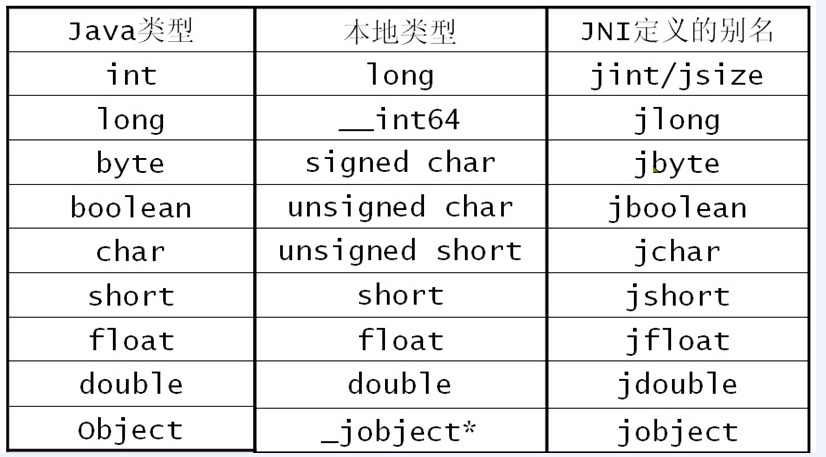 Java类型 本地类型 JNI定义的别名
int long jint/jsize
long __int64 jlong
byte signed char jbyte
boolean unsigned char jboolean
char unsigned short jchar
short short jshort
float float jfloat
double double jdouble
Object _jobject* jobject